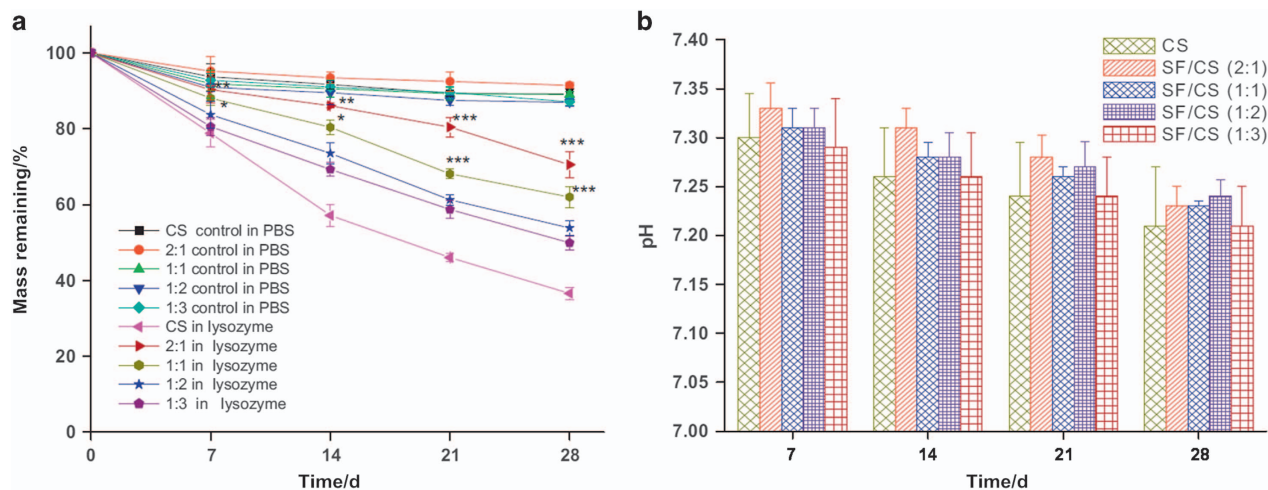 a
100
80
60
40
20
0
Mass remaining/%
**
*
**
*
***
***
***
***
CS control in PBS
2:1 control in PBS
1:1 control in PBS
1:2 control in PBS
1:3 control in PBS
CS in lysozyme
2:1 in lysozyme
1:1 in lysozyme
1:2 in lysozyme
1:3 in lysozyme
0 7 14 21 28
Time/d
b
7.40
7.35
7.30
7.25
7.20
7.15
7.10
7.05
7.00
pH
CS
SF/CS (2:1)
SF/CS (1:1)
SF/CS (1:2)
SF/CS (1:3)
7 14 21 28
Time/d